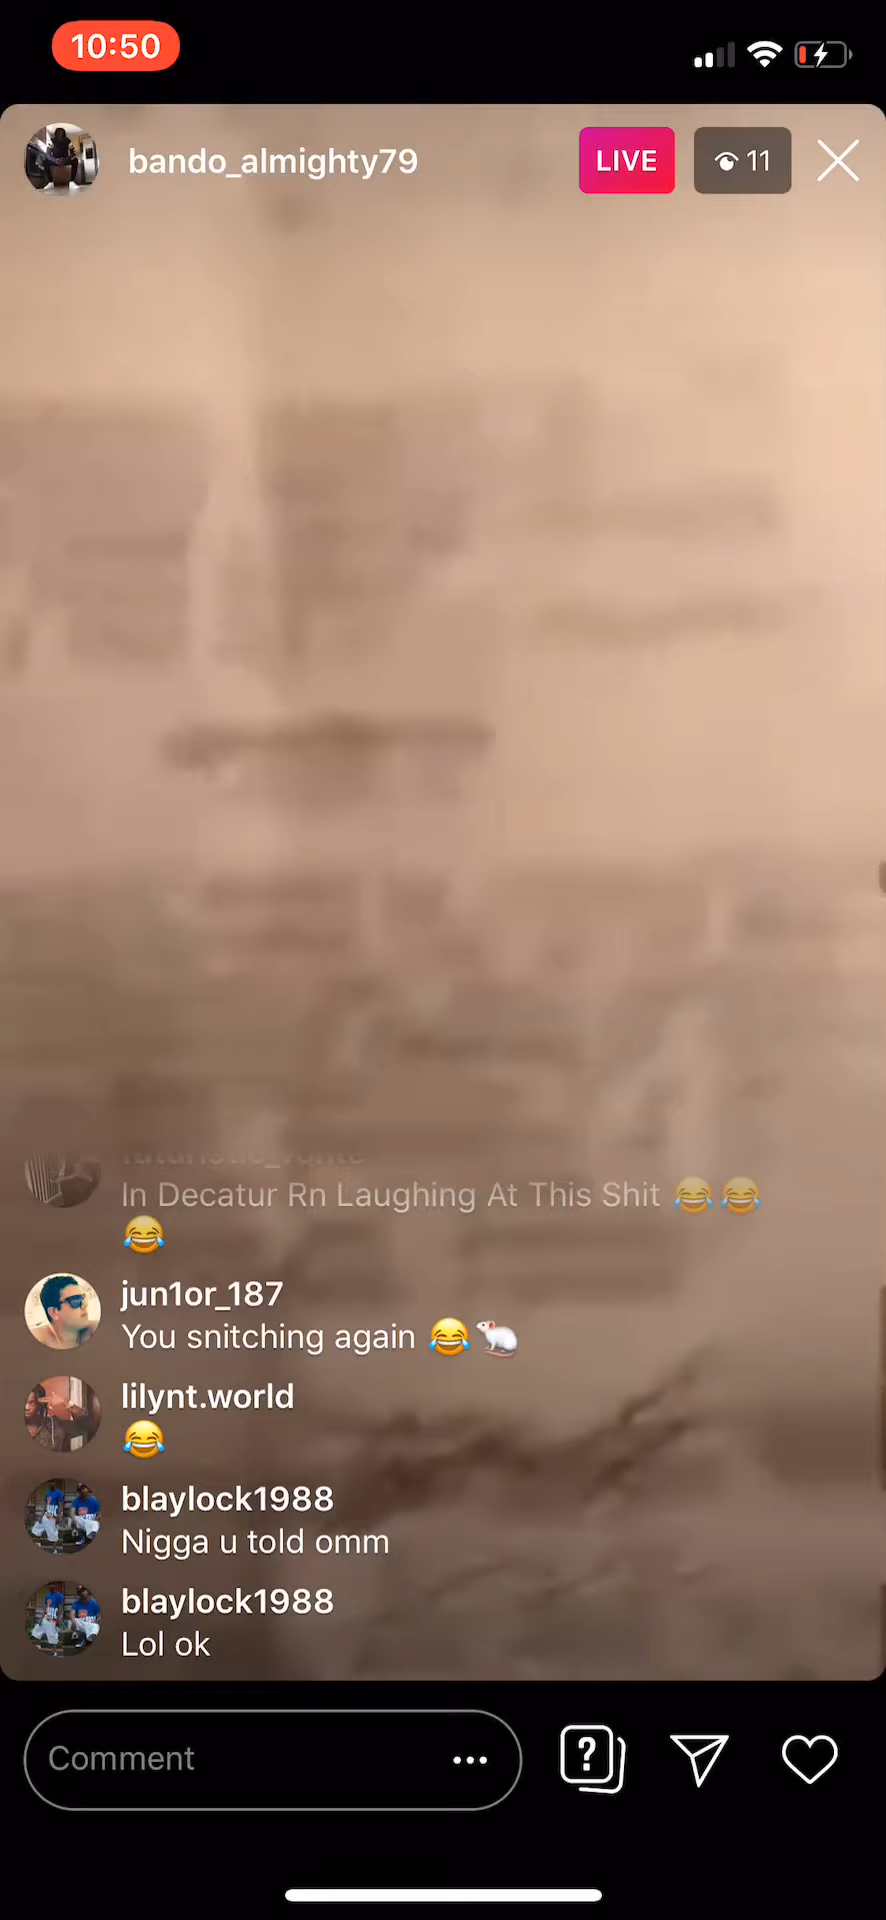 10:50
bando_almighty79
LIVE
11
In Decatur Rn Laughing At This Shit 😂😂
😂
jun1or_187
You snitching again 😂🐁
lilynt.world
😂
blaylock1988
Nigga u told omm
blaylock1988
Lol ok
Comment